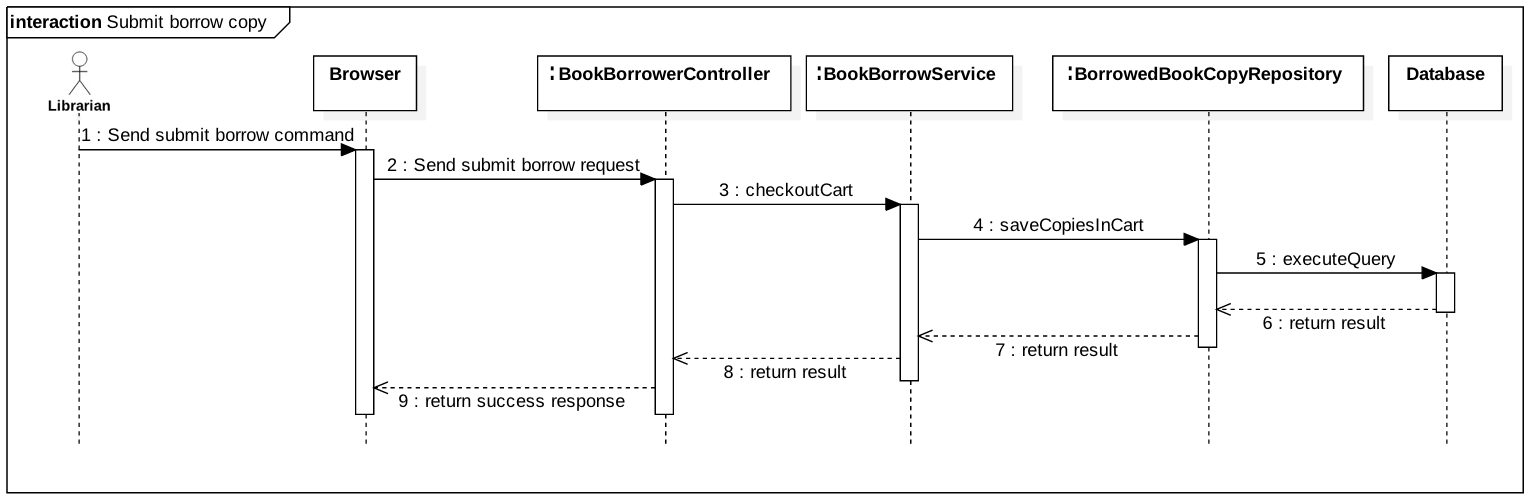 interaction Submit borrow copy
Librarian
Browser
:BookBorrowerController
:BookBorrowService
:BorrowedBookCopyRepository
Database
1 : Send submit borrow command
2 : Send submit borrow request
3 : checkoutCart
4 : saveCopiesInCart
5 : executeQuery
6 : return result
7 : return result
8 : return result
9 : return success response